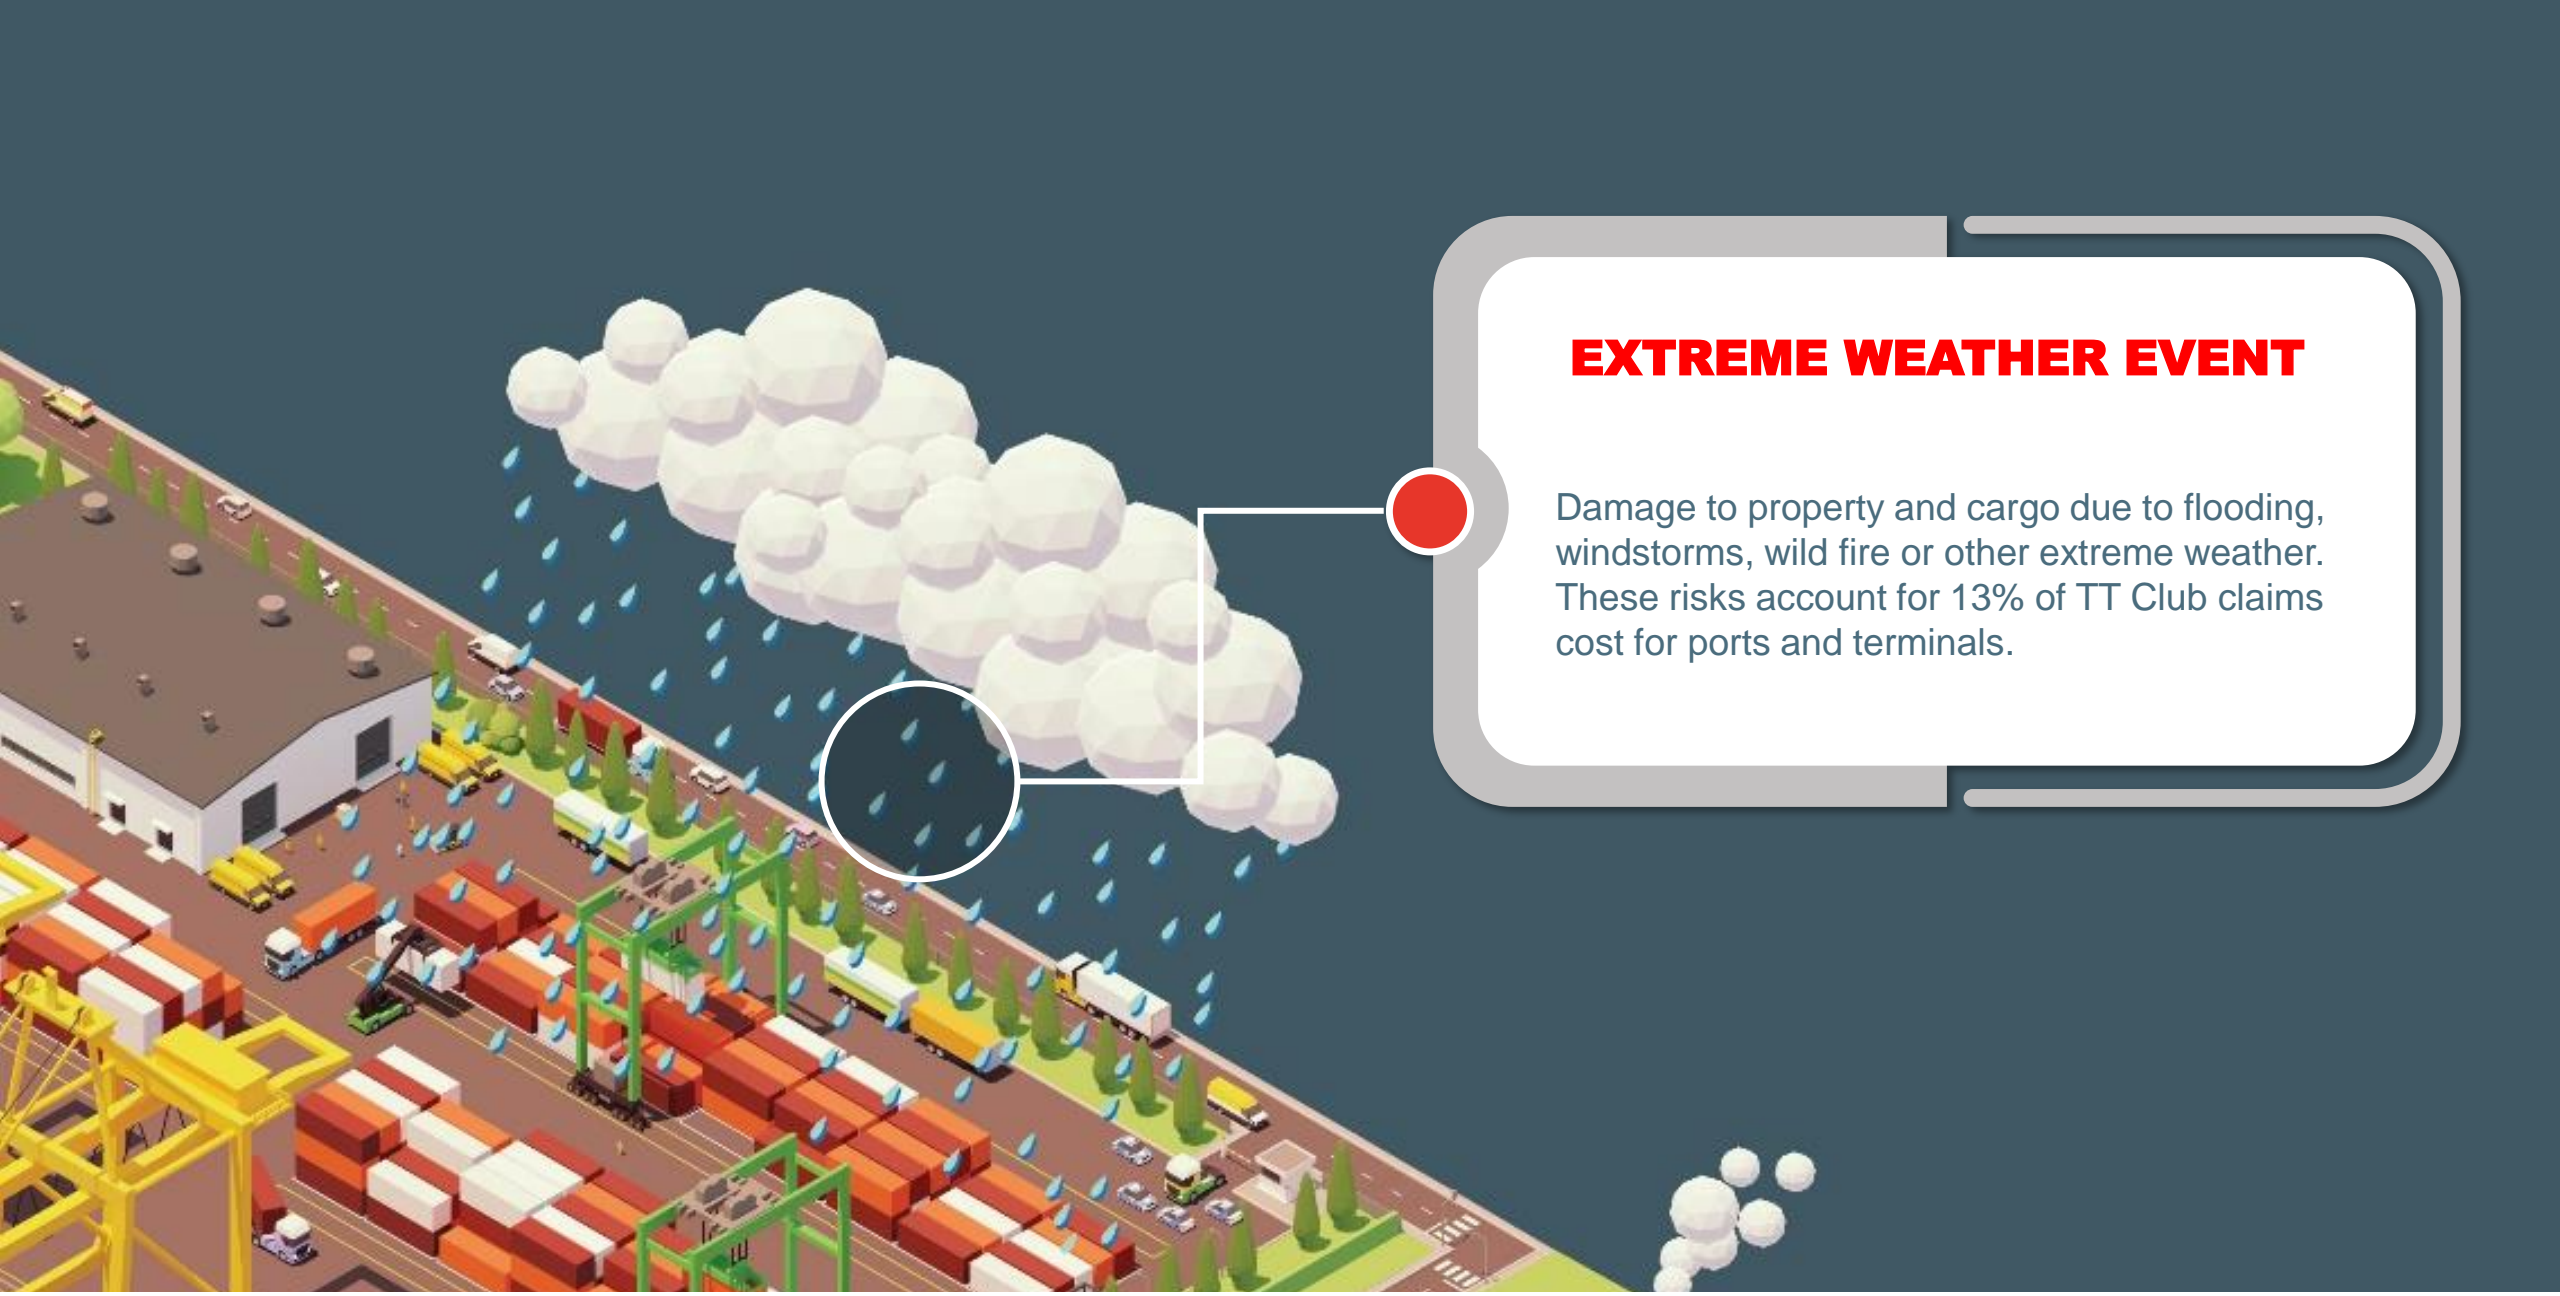 EXTREME WEATHER EVENT
Damage to property and cargo due to flooding,
windstorms, wild fire or other extreme weather.
These risks account for 13% of TT Club claims
cost for ports and terminals.